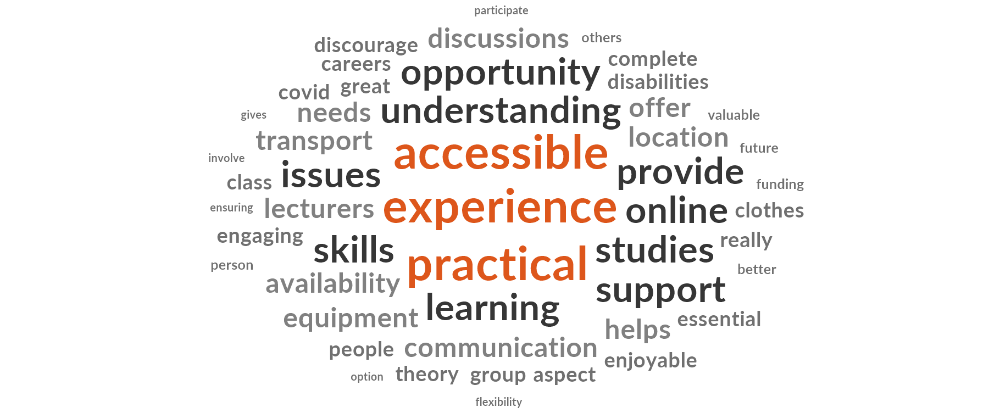 participate
discussions
others
discourage
complete
careers
opportunity
disabilities
great
covid
needs
understanding
offer
gives
valuable
transport
accessible
location
future
involve
issues
provide
class
funding
ensuring
lecturers
experience
online
clothes
engaging
really
skills
studies
person
practical
better
availability
support
learning
equipment
essential
helps
people
communication
enjoyable
option
theory
group
aspect
flexibility